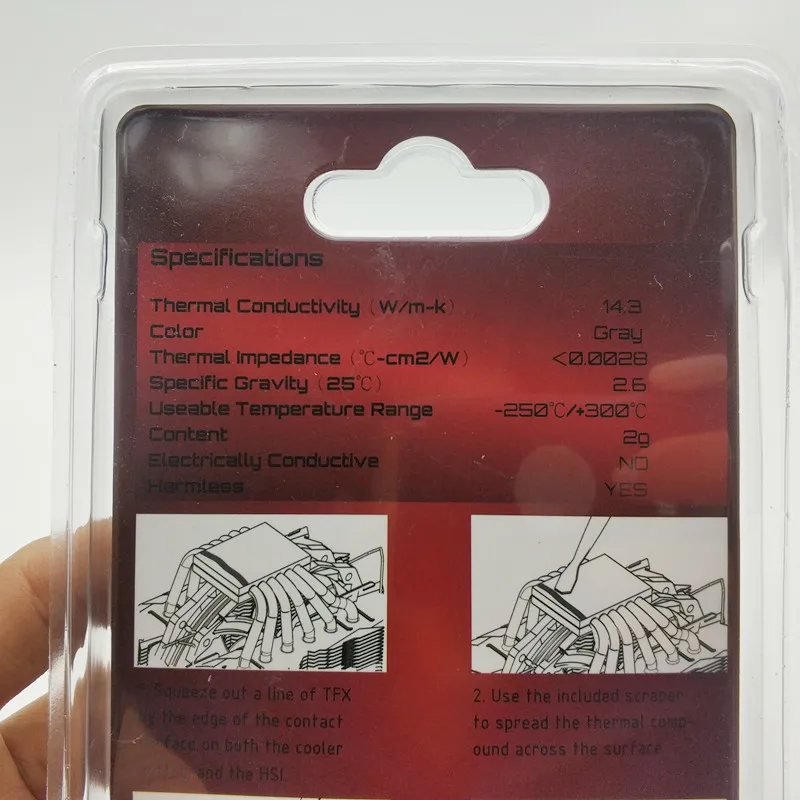 Specifications
Thermal Conductivity (W/m-k) 14.3
Color Gray
Thermal Impedance (℃-cm2/W) <0.0028
Specific Gravity (25℃) 2.6
Useable Temperature Range -250℃/+300℃
Content 2g
Electrically Conductive NO
Harmless YES
1. Squeeze out a line of TFX
by the edge of the contact
on both the cooler
and the HSI.
2. Use the included scraper
to spread the thermal comp-
ound across the surface